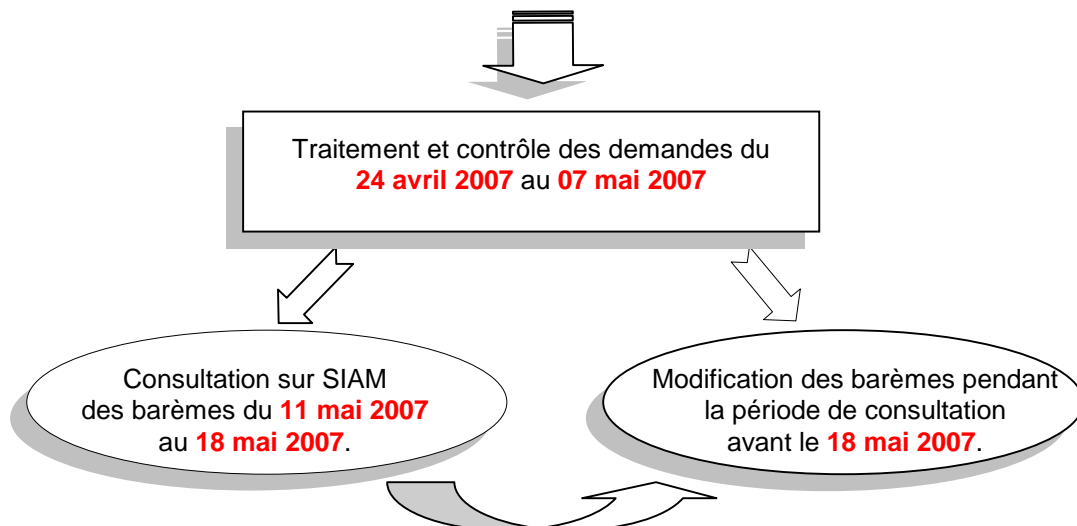 Traitement et contrôle des demandes du
24 avril 2007 au 07 mai 2007
Consultation sur SIAM
des barèmes du 11 mai 2007
au 18 mai 2007.
Modification des barèmes pendant
la période de consultation
avant le 18 mai 2007.